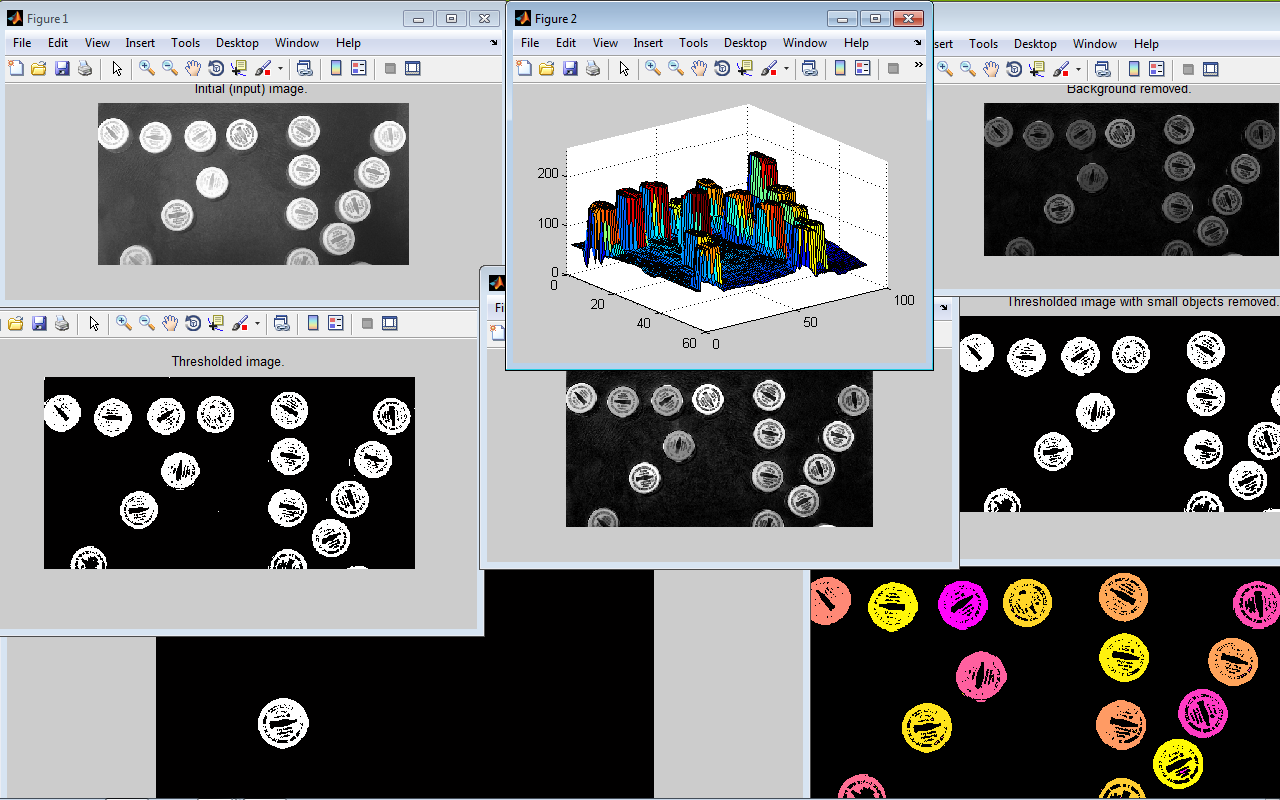 Figure 1
File Edit View Insert Tools Desktop Window Help
Initial (input) image.
Figure 2
File Edit View Insert Tools Desktop Window Help
200
100
0
0
20
40
60
0
50
100
sert Tools Desktop Window Help
Background removed.
Thresholded image.
Fi
Thresholded image with small objects removed.